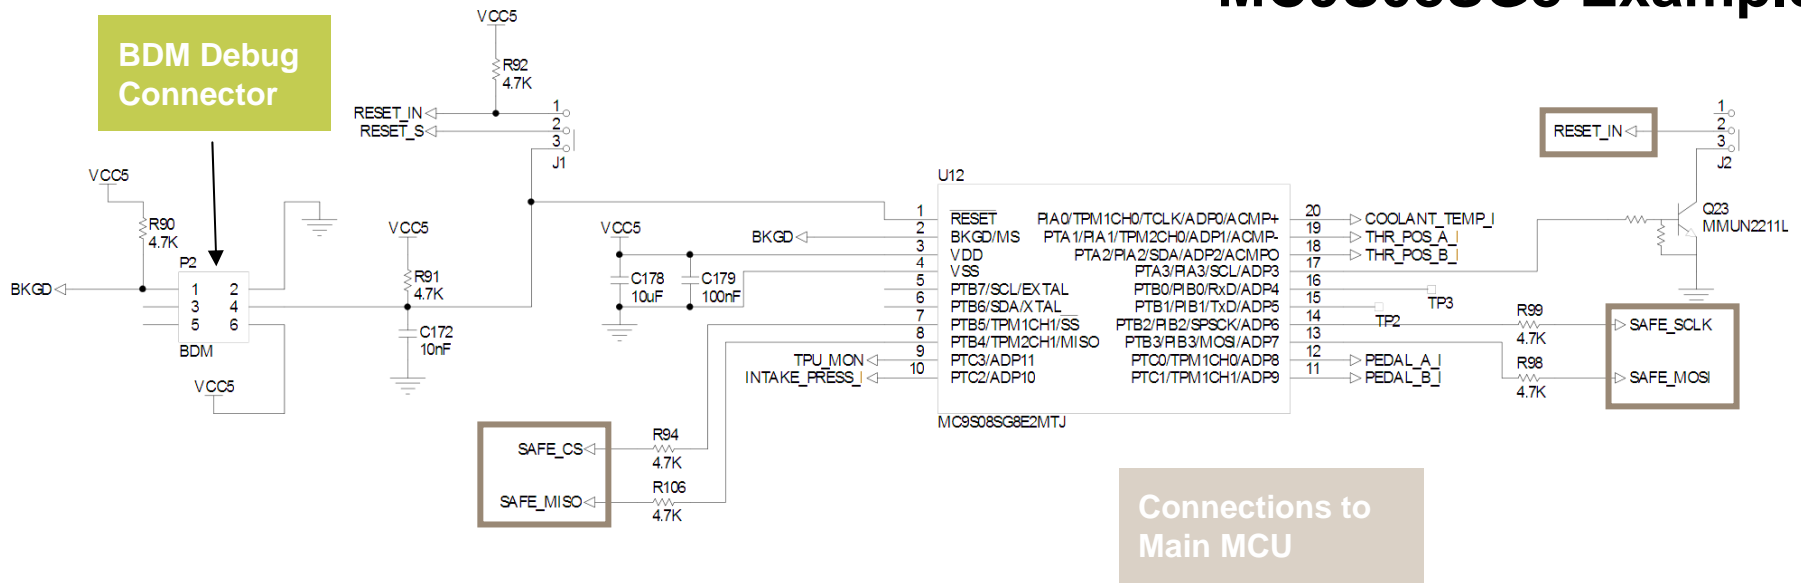 MC9S08SG8 Example
BDM Debug
Connector
VCC5
R92
4.7K
RESET_IN
RESET_S
1
2
3
J1
VCC5
R90
4.7K
P2
BKGD
1 2
3 4
5 6
BDM
VCC5
VCC5
R91
4.7K
C172
10nF
BKGD
VCC5
C178
10uF
C179
100nF
TPU_MON
INTAKE_PRESS_I
U12
1 RESET
2 BKGD/MS
3 VDD
4 VSS
5 PTB7/SCL/EXTAL
6 PTB6/SDA/XTAL
7 PTB5/TPM1CH1/SS
8 PTB4/TPM2CH1/MISO
9 PTC3/ADP11
10 PTC2/ADP10
PIA0/TPM1CH0/TCLK/ADP0/ACMP+ 20 COOLANT_TEMP_I
PTA1/PIA1/TPM2CH0/ADP1/ACMP- 19 THR_POS_A_I
PTA2/PIA2/SDA/ADP2/ACMPO 18 THR_POS_B_I
PTA3/PIA3/SCL/ADP3 17
PTB0/PIB0/RxD/ADP4 16 TP3
PTB1/PIB1/TxD/ADP5 15 TP2
PTB2/PIB2/SPSCK/ADP6 14
PTB3/PIB3/MOSI/ADP7 13
PTC0/TPM1CH0/ADP8 12 PEDAL_A_I
PTC1/TPM1CH1/ADP9 11 PEDAL_B_I
MC9S08SG8E2MTJ
RESET_IN
1
2
3
J2
Q23
MMUN2211L
R99
4.7K
SAFE_SCLK
R98
4.7K
SAFE_MOSI
SAFE_CS
R94
4.7K
SAFE_MISO
R106
4.7K
Connections to
Main MCU